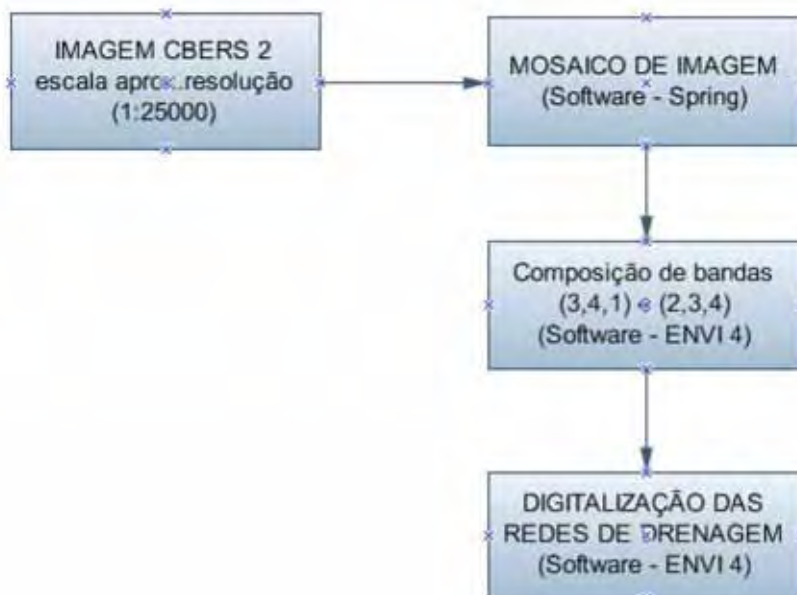 IMAGEM CBERS 2
escala aprox..resolução
(1:25000)
MOSAICO DE IMAGEM
(Software - Spring)
Composição de bandas
(3,4,1) e (2,3,4)
(Software - ENVI 4)
DIGITALIZAÇÃO DAS
REDES DE DRENAGEM
(Software - ENVI 4)